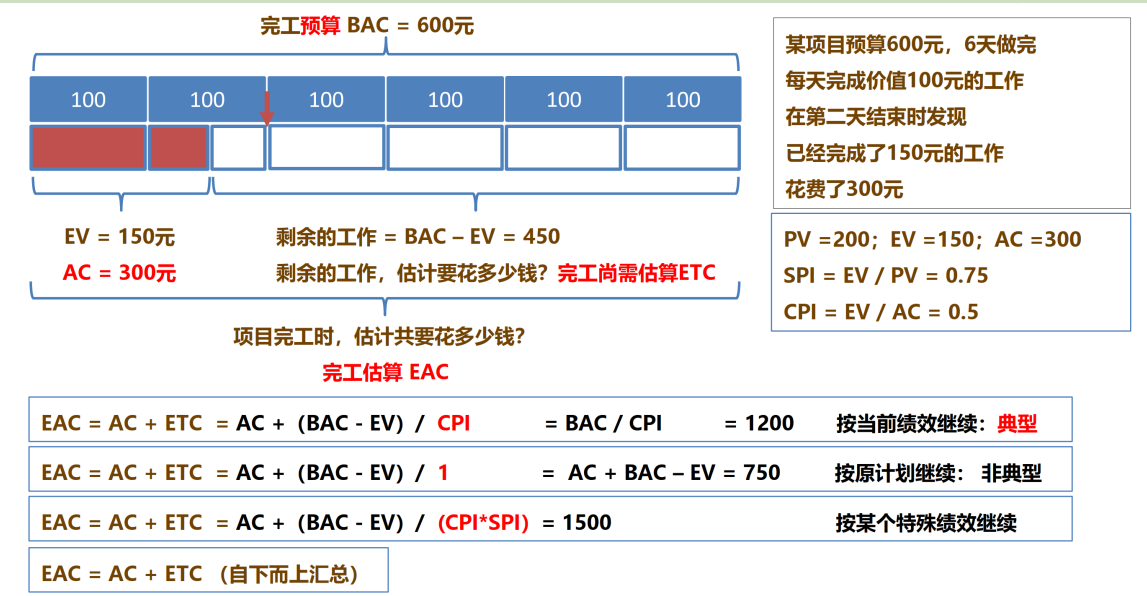 完工预算 BAC = 600元
100 100 100 100 100 100
EV = 150元
AC = 300元
剩余的工作 = BAC – EV = 450
剩余的工作，估计要花多少钱？完工尚需估算ETC
项目完工时，估计共要花多少钱？
完工估算 EAC
某项目预算600元，6天做完
每天完成价值100元的工作
在第二天结束时发现
已经完成了150元的工作
花费了300元
PV =200；EV =150；AC =300
SPI = EV / PV = 0.75
CPI = EV / AC = 0.5
EAC = AC + ETC = AC +（BAC - EV）/ CPI = BAC / CPI = 1200 按当前绩效继续：典型
EAC = AC + ETC = AC +（BAC - EV）/ 1 = AC + BAC – EV = 750 按原计划继续： 非典型
EAC = AC + ETC = AC +（BAC - EV）/（CPI*SPI）= 1500 按某个特殊绩效继续
EAC = AC + ETC （自下而上汇总）